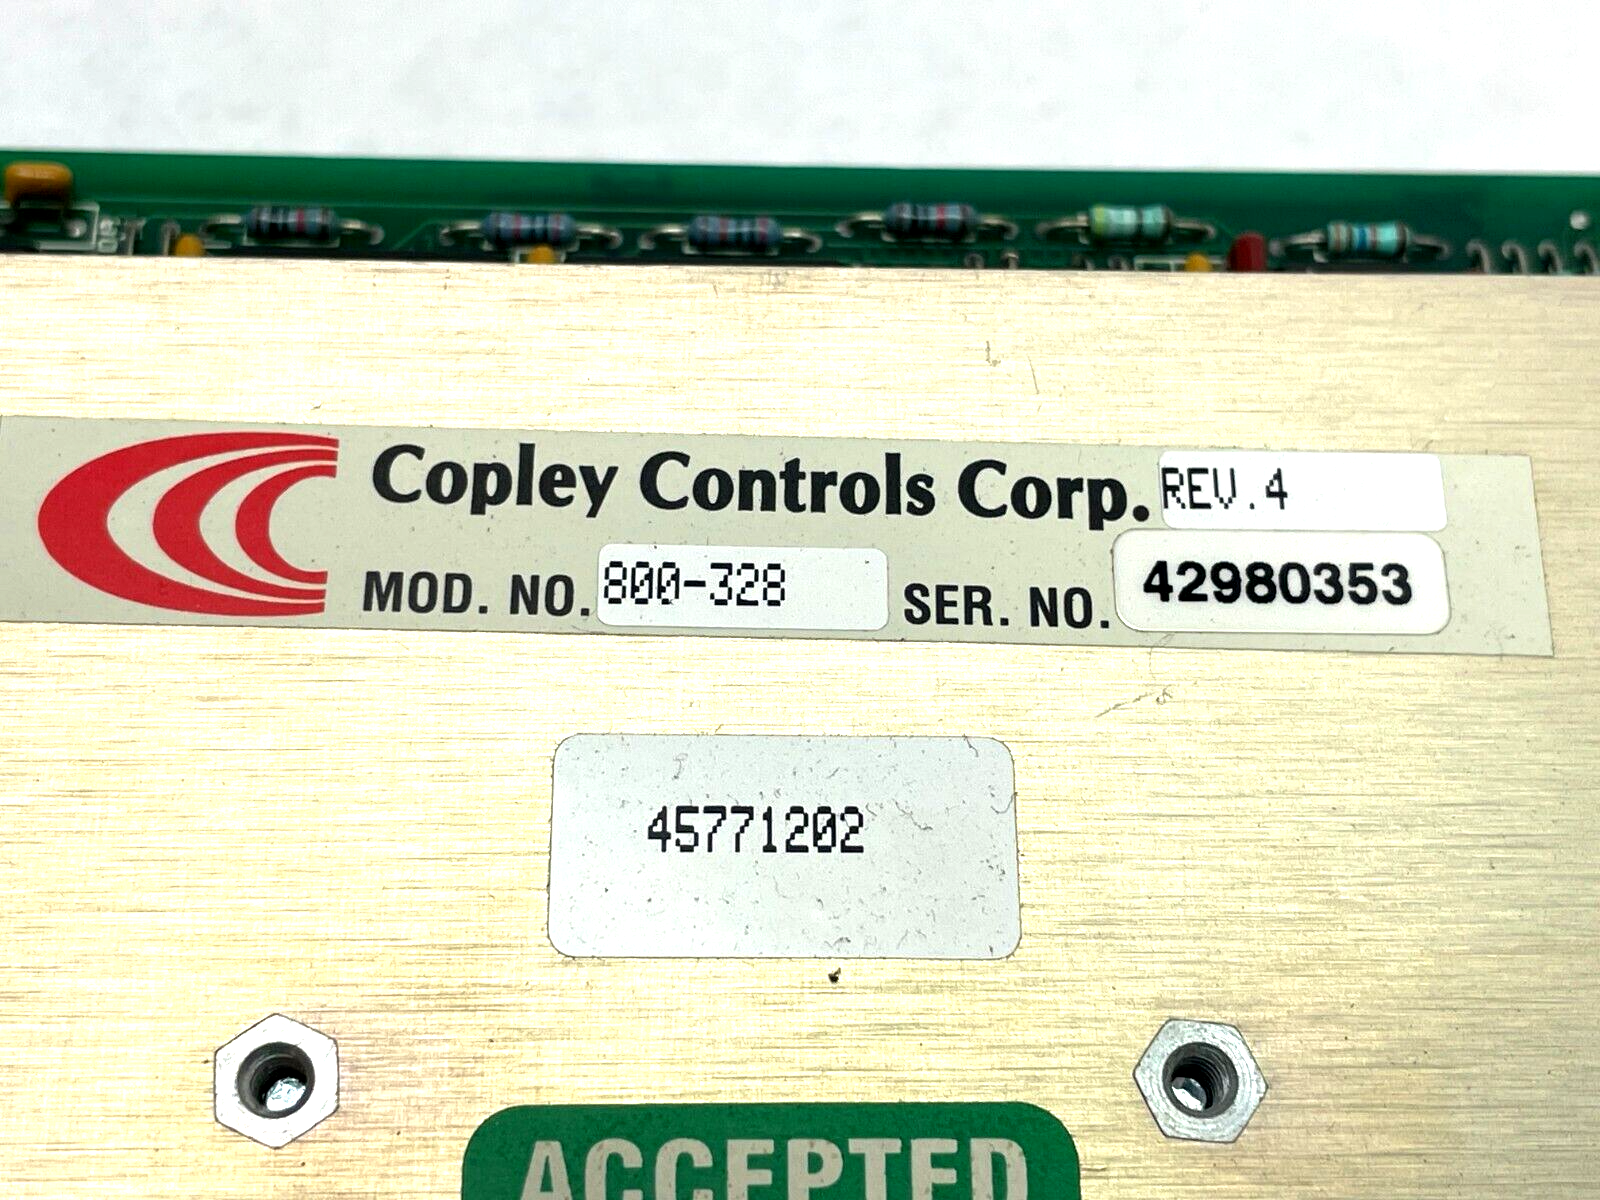 Copley Controls Corp. REV.4
MOD. NO. 800-328 SER. NO. 42980353
45771202
ACCEPTED